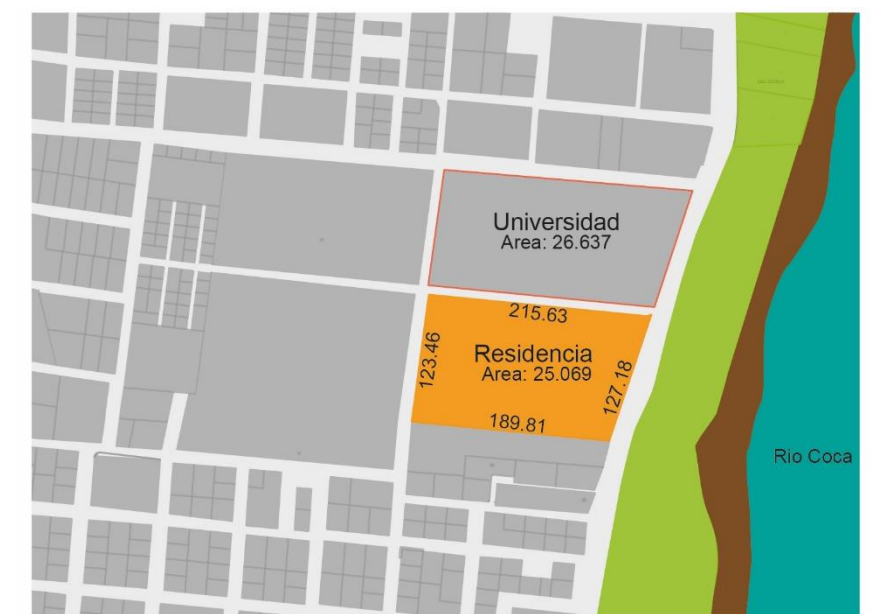 Universidad
Area: 26.637
215.63
123.46
Residencia
Area: 25.069
127.18
189.81
Rio Coca